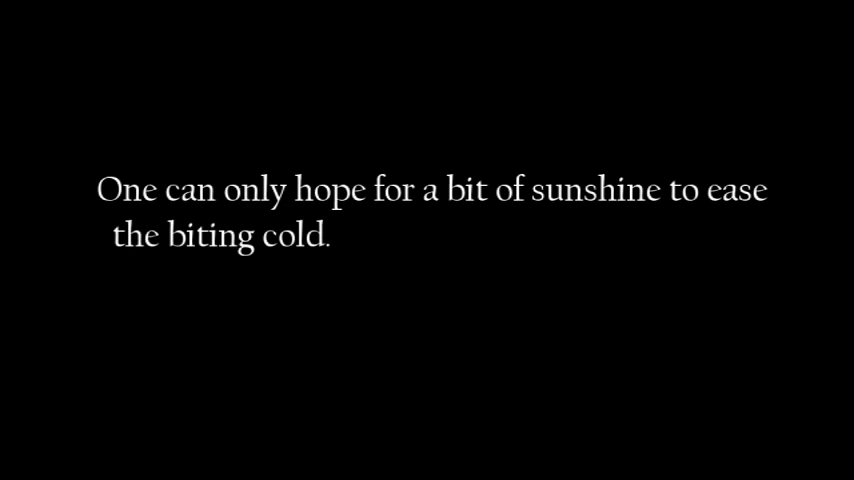 One can only hope for a bit of sunshine to ease
the biting cold.